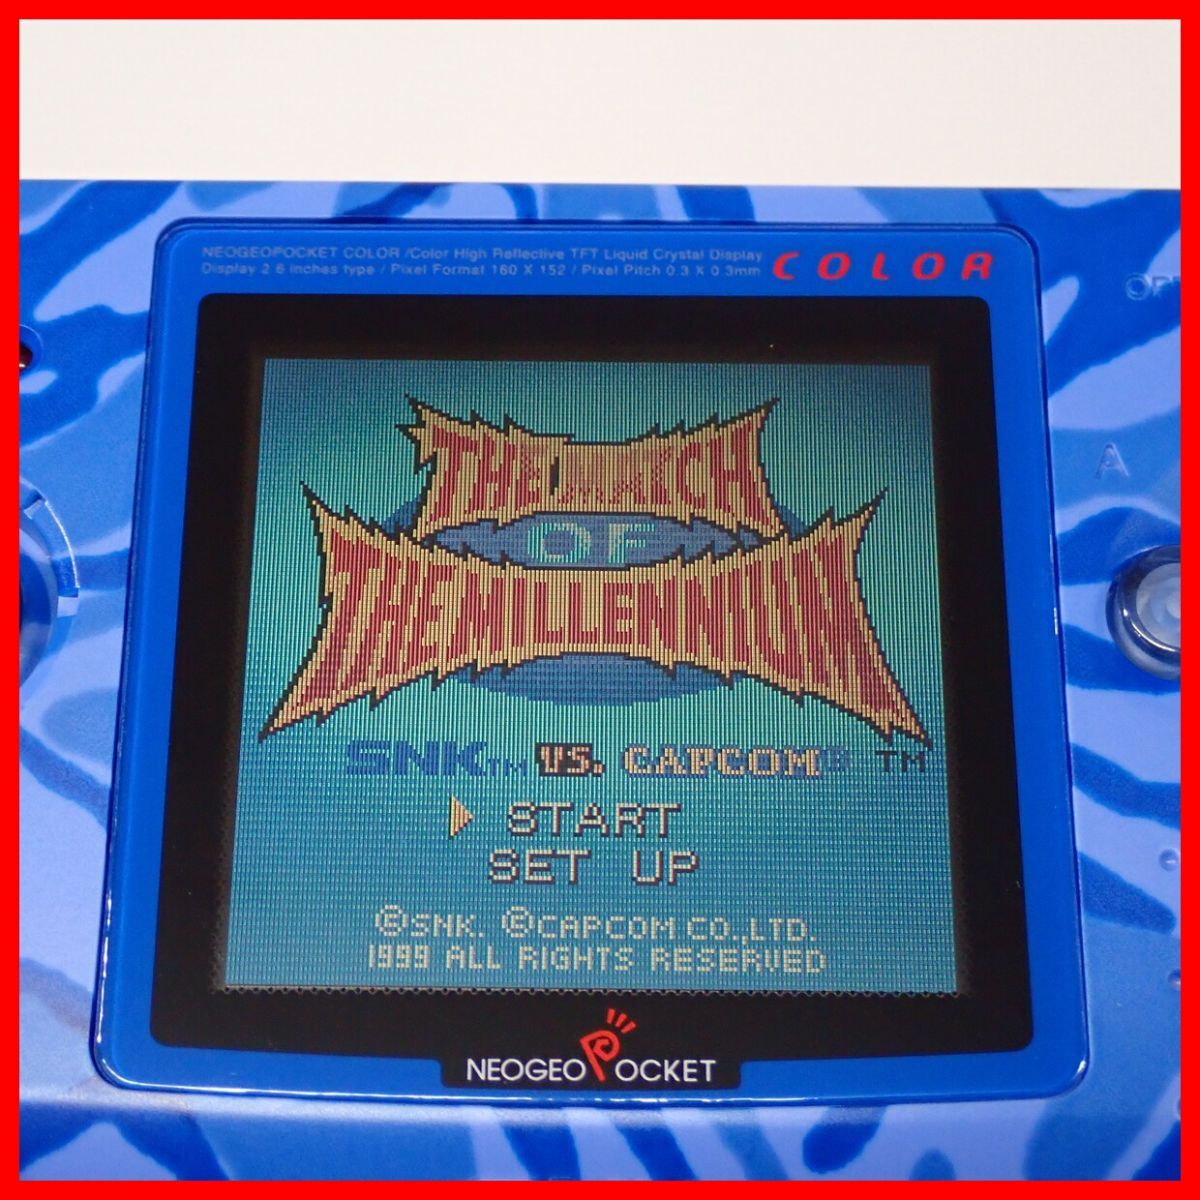 NEOGEOPOCKET COLOR /Color High Reflective TFT Liquid Crystal Display
Display 2.6 inches type / Pixel Format 160 X 152 / Pixel Pitch 0.3 X 0.3mm
COLOR
THE MATCH
OF
THE MILLENNIUM
SNK TM VS. CAPCOM® TM
START
SET UP
©SNK. ©CAPCOM CO.,LTD.
1999 ALL RIGHTS RESERVED
NEOGEO POCKET
A